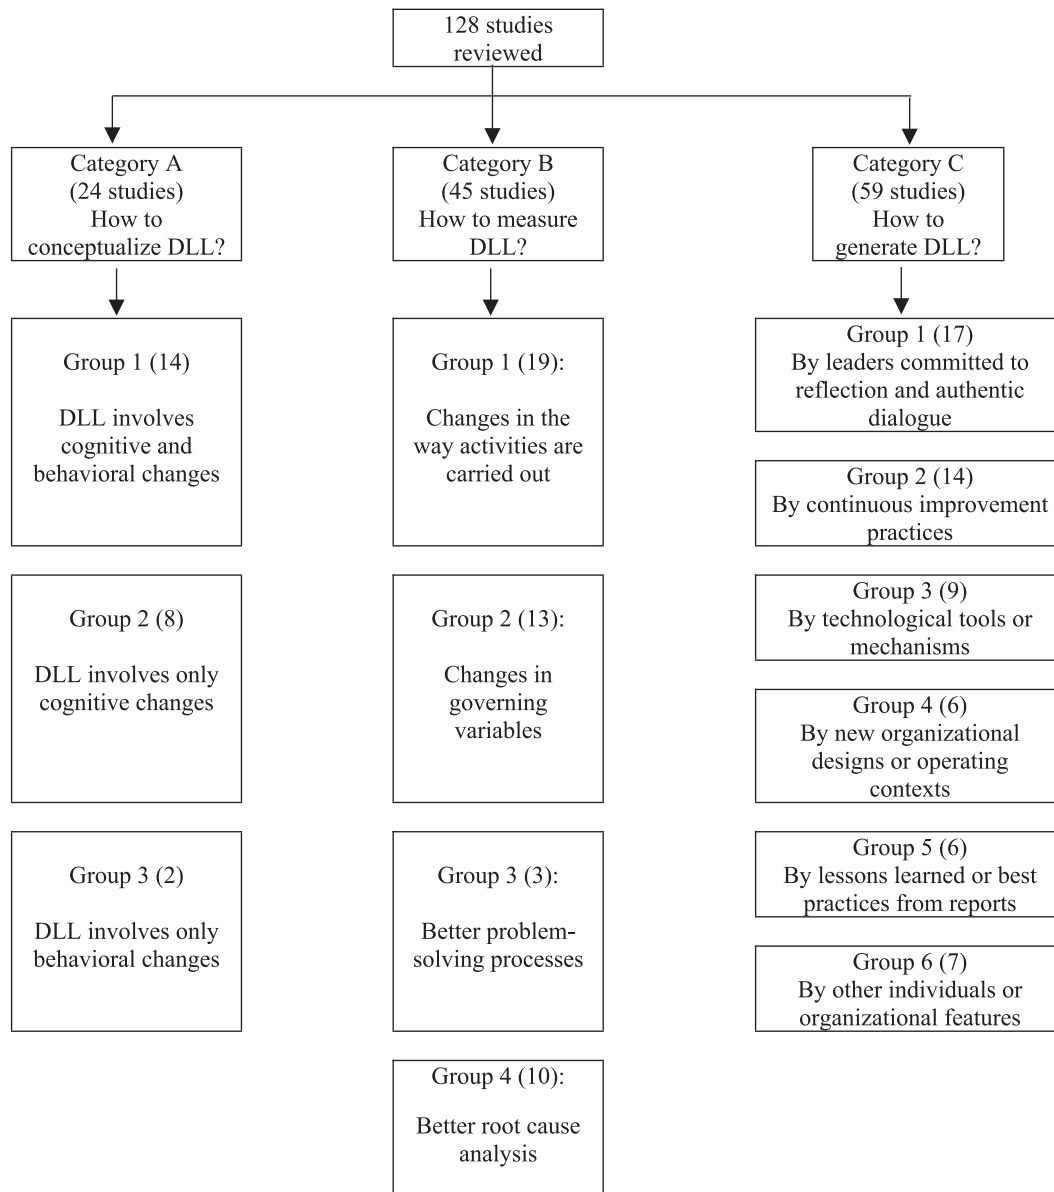 128 studies
reviewed
Category A
(24 studies)
How to
conceptualize DLL?
Category B
(45 studies)
How to measure
DLL?
Category C
(59 studies)
How to
generate DLL?
Group 1 (14)
DLL involves
cognitive and
behavioral changes
Group 2 (8)
DLL involves only
cognitive changes
Group 3 (2)
DLL involves only
behavioral changes
Group 1 (19):
Changes in the
way activities are
carried out
Group 2 (13):
Changes in
governing
variables
Group 3 (3):
Better problem-
solving processes
Group 4 (10):
Better root cause
analysis
Group 1 (17)
By leaders committed to
reflection and authentic
dialogue
Group 2 (14)
By continuous improvement
practices
Group 3 (9)
By technological tools or
mechanisms
Group 4 (6)
By new organizational
designs or operating
contexts
Group 5 (6)
By lessons learned or best
practices from reports
Group 6 (7)
By other individuals or
organizational features